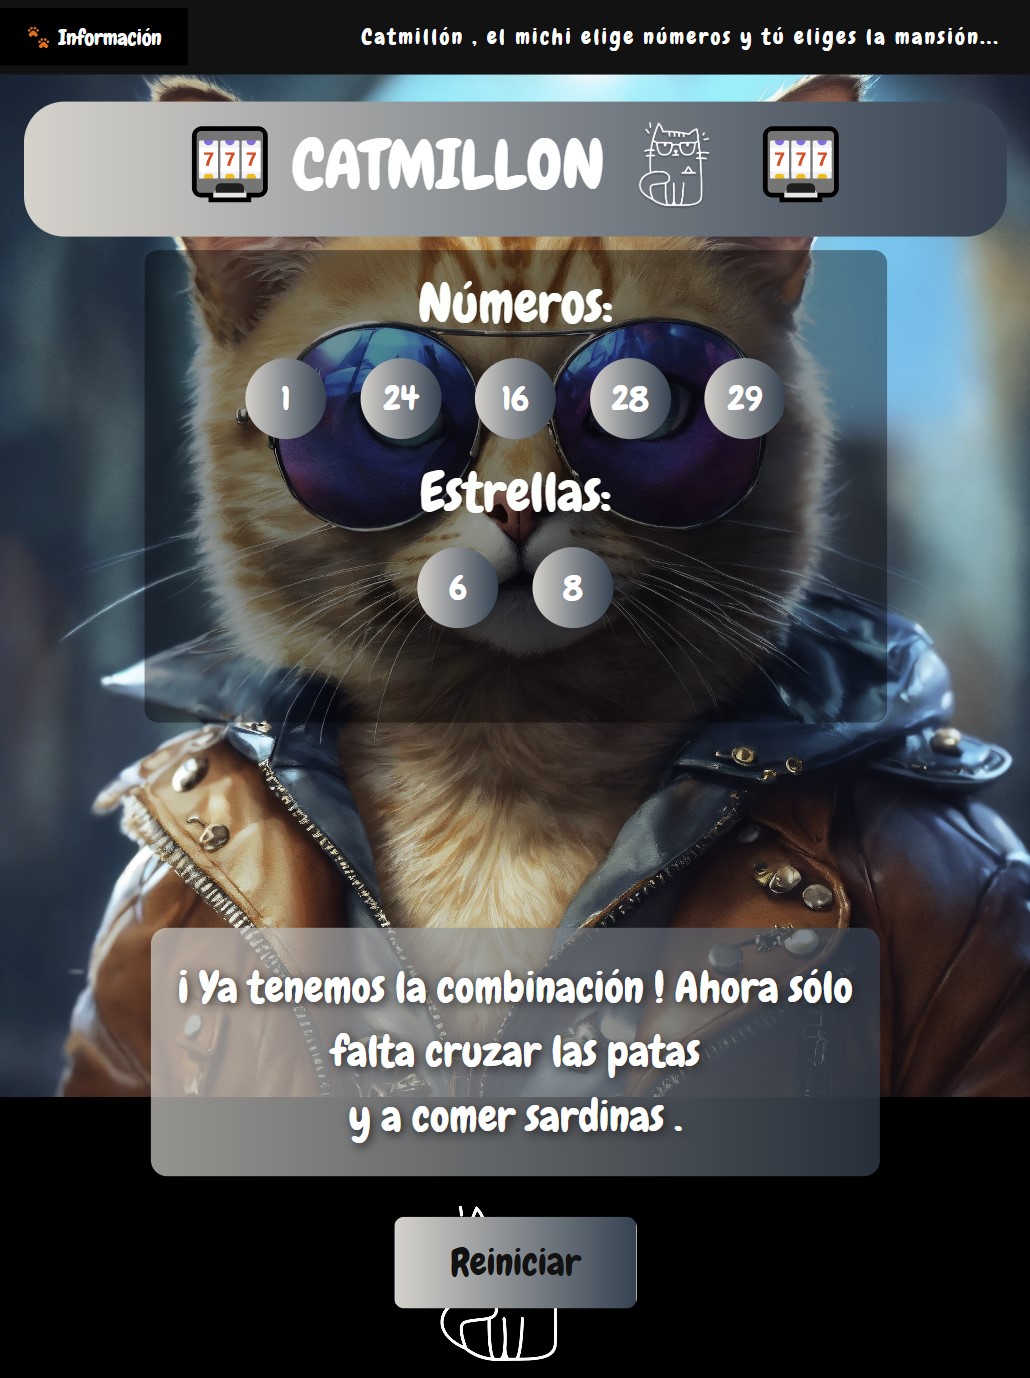 Información
Catmillón , el michi elige números y tú eliges la mansión...
777 CATMILLON 777
Números:
1 24 16 28 29
Estrellas:
6 8
¡ Ya tenemos la combinación ! Ahora sólo
falta cruzar las patas
y a comer sardinas .
Reiniciar